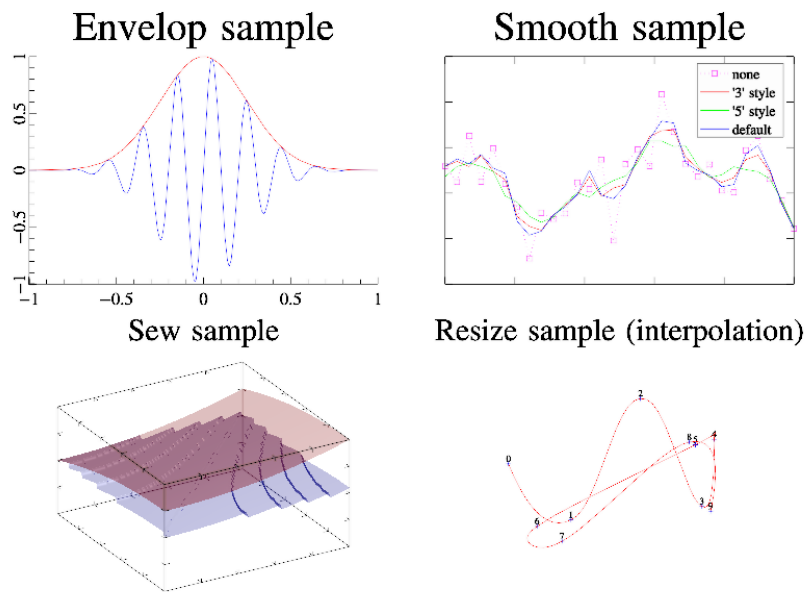 Envelop sample
Smooth sample
1
0.5
0
−0.5
−1
−1
−0.5
0
0.5
1
none
'3' style
'5' style
default
Sew sample
Resize sample (interpolation)
0
1
2
3
4
5
6
7
8
9